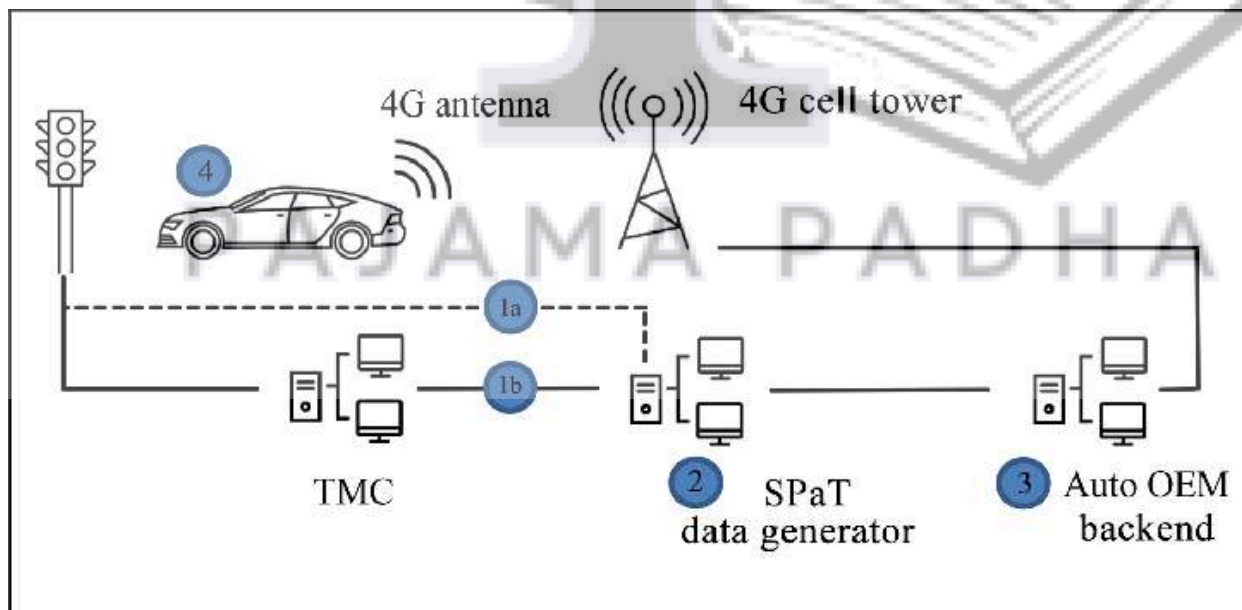 4G antenna
4G cell tower
4
PAJAMA PADHA
1a
1b
TMC
2 SPaT
data generator
3 Auto OEM
backend